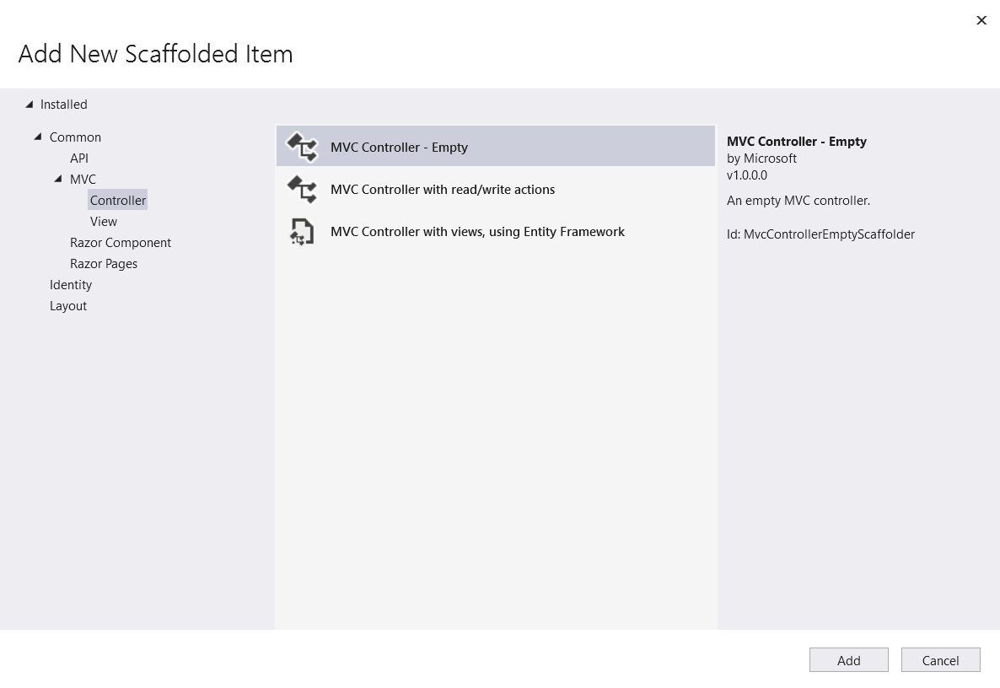 Add New Scaffolded Item
Installed
Common
API
MVC
Controller
View
Razor Component
Razor Pages
Identity
Layout
MVC Controller - Empty
MVC Controller with read/write actions
MVC Controller with views, using Entity Framework
MVC Controller - Empty
by Microsoft
v1.0.0.0
An empty MVC controller.
Id: MvcControllerEmptyScaffolder
Add
Cancel